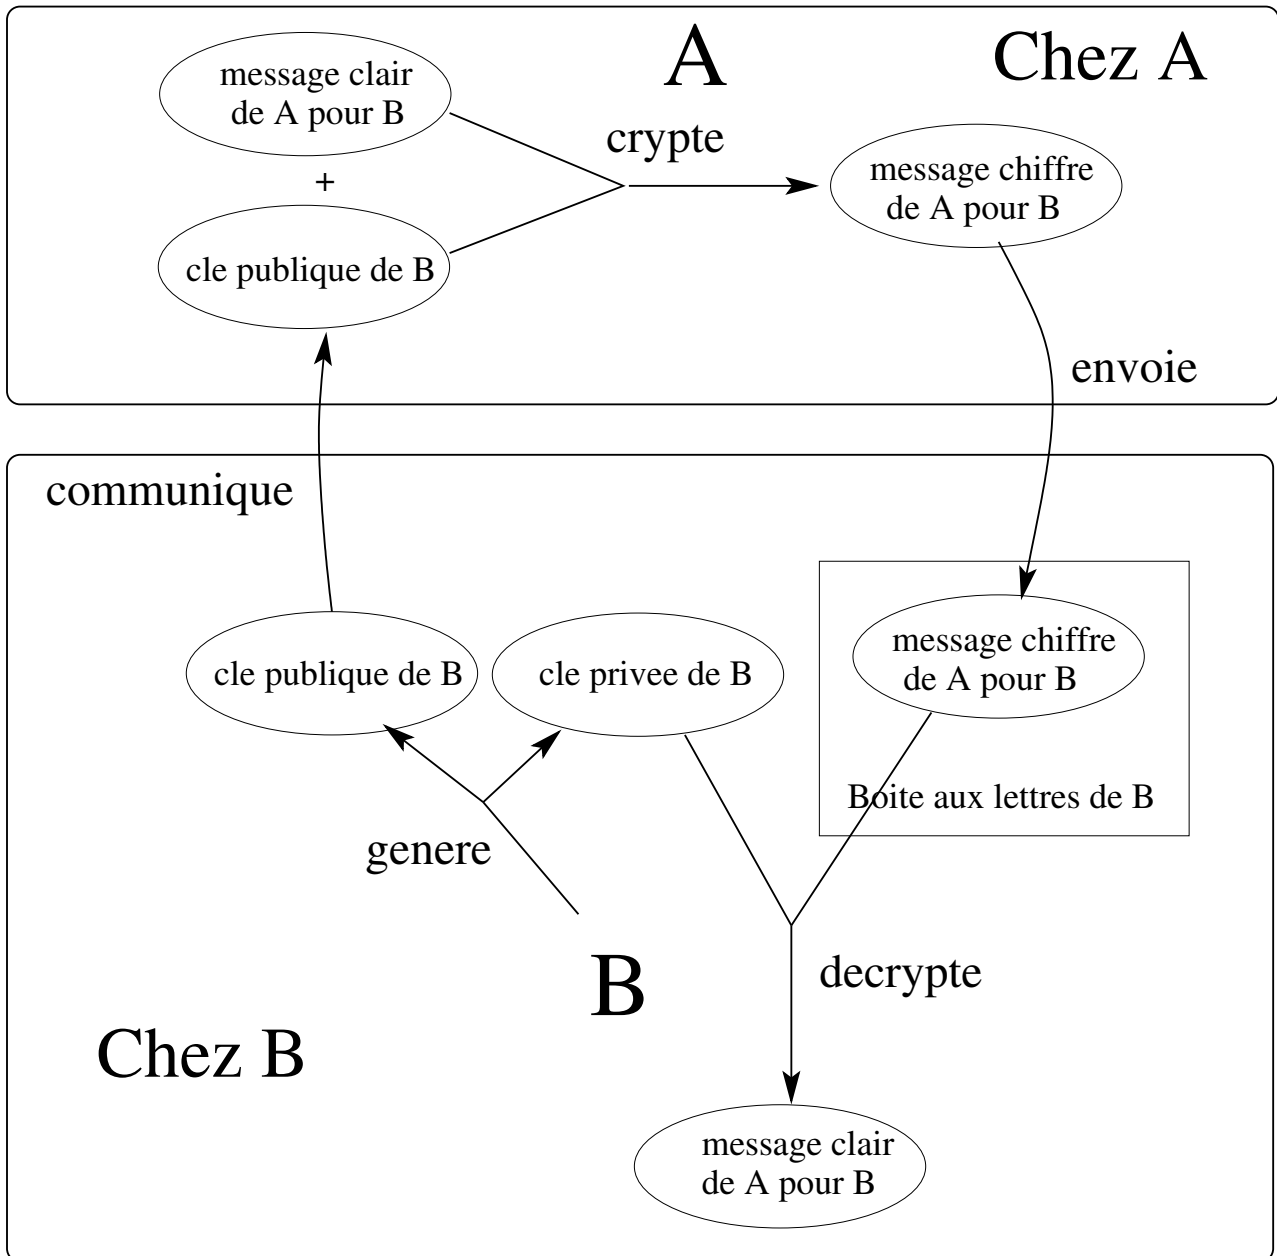 A
Chez A
message clair
de A pour B
+
cle publique de B
crypte
message chiffre
de A pour B
envoie
communique
cle publique de B
cle privee de B
message chiffre
de A pour B
Boite aux lettres de B
genere
B
decrypte
Chez B
message clair
de A pour B